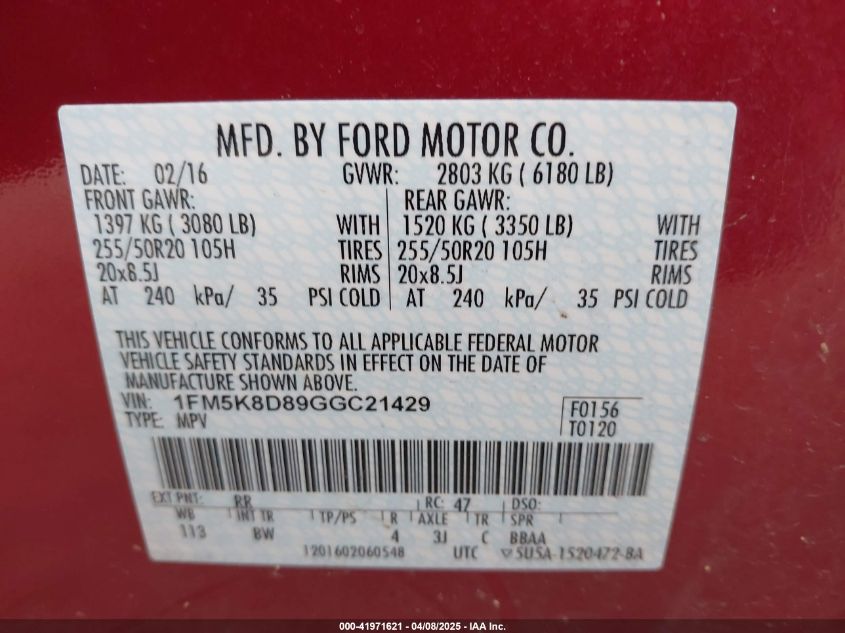 MFD. BY FORD MOTOR CO.
DATE: 02/16 GVWR: 2803 KG ( 6180 LB)
FRONT GAWR: REAR GAWR:
1397 KG ( 3080 LB) WITH 1520 KG ( 3350 LB) WITH
255/50R20 105H TIRES 255/50R20 105H TIRES
20x8.5J RIMS 20x8.5J RIMS
AT 240 kPa/ 35 PSI COLD AT 240 kPa/ 35 PSI COLD
THIS VEHICLE CONFORMS TO ALL APPLICABLE FEDERAL MOTOR
VEHICLE SAFETY STANDARDS IN EFFECT ON THE DATE OF
MANUFACTURE SHOWN ABOVE.
VIN: 1FM5K8D89GGC21429 F0156
TYPE: MPV T0120
EXT PNT: RR RC: 47 DSO:
WB INT TR TP/PS R AXLE TR SPR
113 BW 4 3J C BBAA
1201602060548 UTC 5U5A-1520472-BA
000-41971621 - 04/08/2025 - IAA Inc.